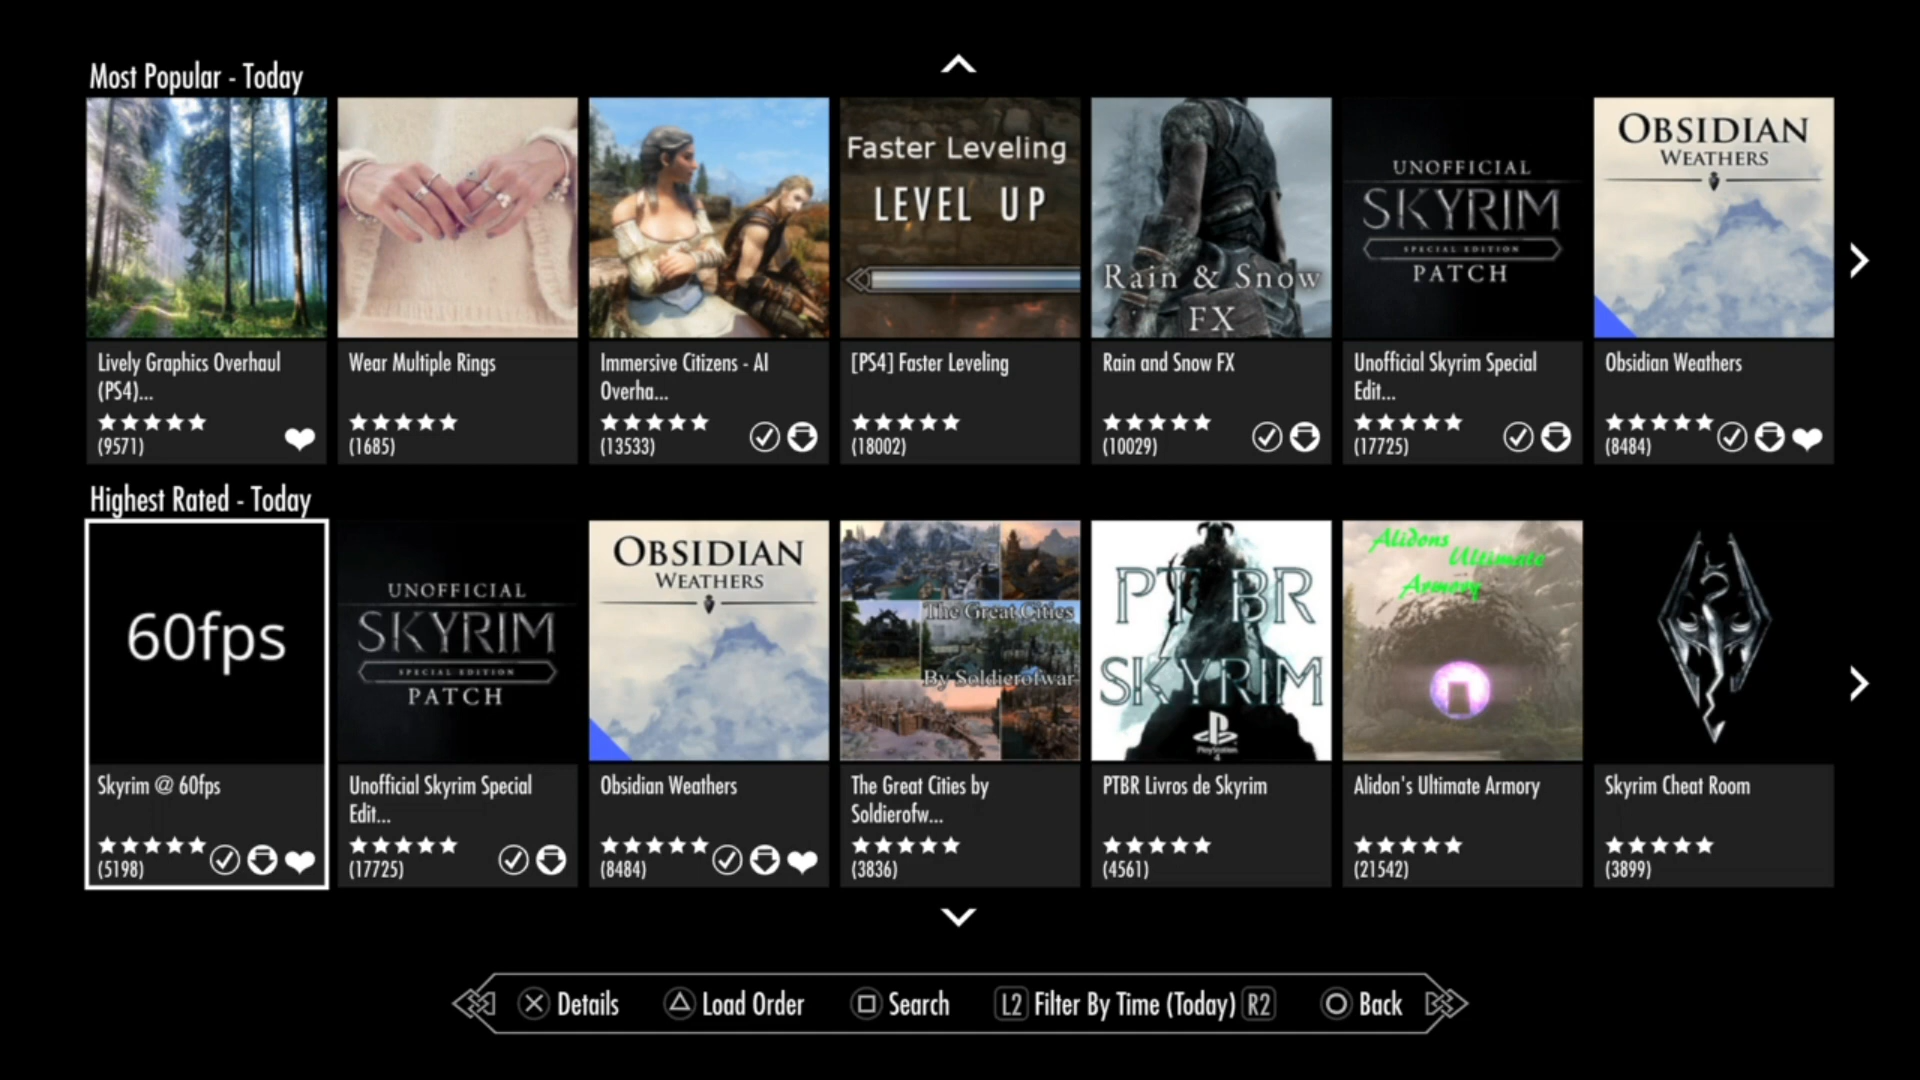 Most Popular - Today
Faster Leveling
LEVEL UP
Rain & Snow
FX
UNOFFICIAL
SKYRIM
SPECIAL EDITION
PATCH
OBSIDIAN
WEATHERS
Lively Graphics Overhaul
(PS4)...
(9571)
Wear Multiple Rings
(1685)
Immersive Citizens - AI
Overha...
(13533)
[PS4] Faster Leveling
(18002)
Rain and Snow FX
(10029)
Unofficial Skyrim Special
Edit...
(17725)
Obsidian Weathers
(8484)
Highest Rated - Today
60fps
UNOFFICIAL
SKYRIM
SPECIAL EDITION
PATCH
OBSIDIAN
WEATHERS
The Great Cities
By Soldierofwar
PT BR
SKYRIM
PlayStation
4
Alidons
Ultimate
Armory
Skyrim @ 60fps
(5198)
Unofficial Skyrim Special
Edit...
(17725)
Obsidian Weathers
(8484)
The Great Cities by
Soldierofw...
(3836)
PTBR Livros de Skyrim
(4561)
Alidon's Ultimate Armory
(21542)
Skyrim Cheat Room
(3899)
Details Load Order Search L2 Filter By Time (Today) R2 Back